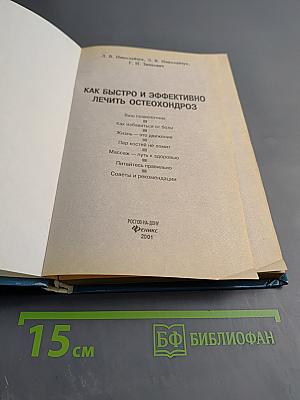 Л. В. Николайчук, Э. В. Николайчук,
Г. Н. Зинович
КАК БЫСТРО И ЭФФЕКТИВНО
ЛЕЧИТЬ ОСТЕОХОНДРОЗ
Ваш позвоночник
Как избавиться от боли
Жизнь — это движение
Пар костей не ломит
Массаж — путь к здоровью
Питайтесь правильно
Советы и рекомендации
РОСТОВ-НА-ДОНУ
Феникс
2001
15 см
БФ БИБЛИОФАН